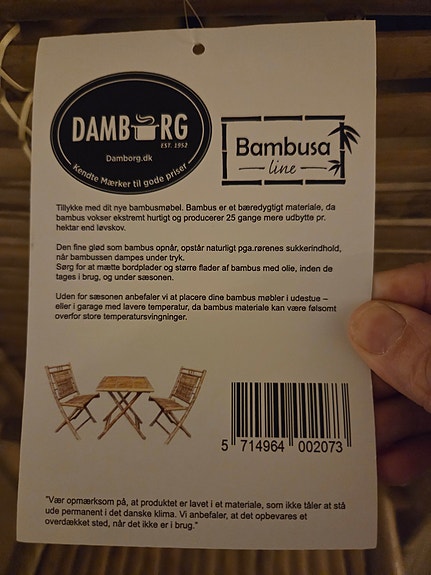 DAMBORG
EST. 1952
Damborg.dk
Kendte Mærker til gode priser
Bambusa
line
Tillykke med dit nye bambusmøbel. Bambus er et bæredygtigt materiale, da
bambus vokser ekstremt hurtigt og producerer 25 gange mere udbytte pr.
hektar end løvskov.
Den fine glød som bambus opnår, opstår naturligt pga.rørenes sukkerindhold,
når bambussen dampes under tryk.
Sørg for at mætte bordplader og større flader af bambus med olie, inden de
tages i brug, og under sæsonen.
Uden for sæsonen anbefaler vi at placere dine bambus møbler i udestue –
eller i garage med lavere temperatur, da bambus materiale kan være følsomt
overfor store temperatursvingninger.
5 714964 002073
"Vær opmærksom på, at produktet er lavet i et materiale, som ikke tåler at stå
ude permanent i det danske klima. Vi anbefaler, at det opbevares et
overdækket sted, når det ikke er i brug."